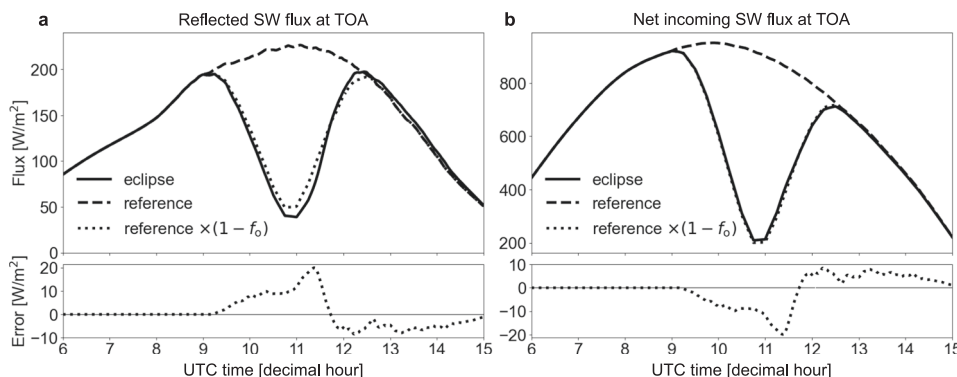 a Reflected SW flux at TOA
Flux [W/m²]
200
150
100
50
0
eclipse
reference
reference ×(1 − fₒ)
Error [W/m²]
20
10
0
−10
6 7 8 9 10 11 12 13 14 15
UTC time [decimal hour]
b Net incoming SW flux at TOA
800
600
400
200
eclipse
reference
reference ×(1 − fₒ)
10
0
−10
−20
6 7 8 9 10 11 12 13 14 15
UTC time [decimal hour]